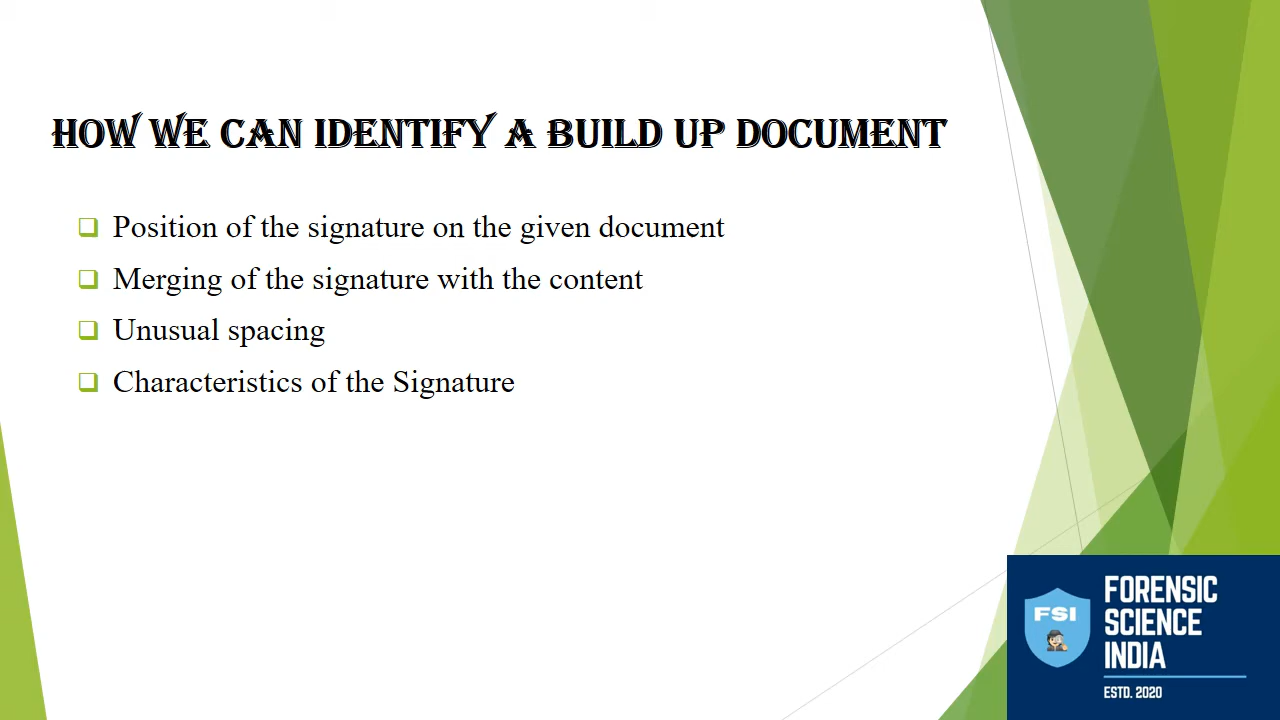 HOW WE CAN IDENTIFY A BUILD UP DOCUMENT
Position of the signature on the given document
Merging of the signature with the content
Unusual spacing
Characteristics of the Signature
FSI
FORENSIC
SCIENCE
INDIA
ESTD. 2020